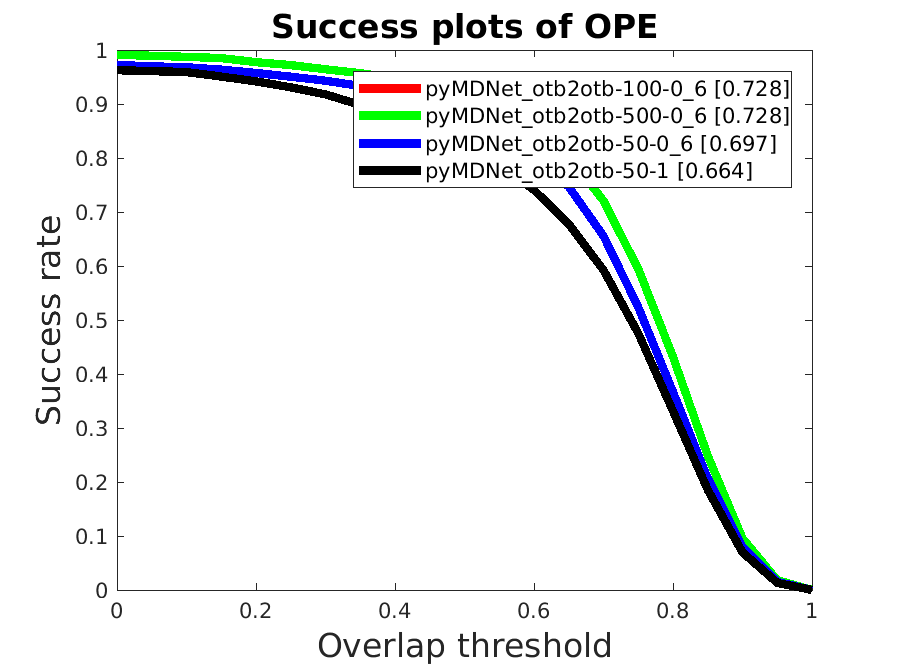 Success plots of OPE
1
0.9
0.8
0.7
0.6
0.5
0.4
0.3
0.2
0.1
0
Success rate
pyMDNet_otb2otb-100-0_6 [0.728]
pyMDNet_otb2otb-500-0_6 [0.728]
pyMDNet_otb2otb-50-0_6 [0.697]
pyMDNet_otb2otb-50-1 [0.664]
0 0.2 0.4 0.6 0.8 1
Overlap threshold